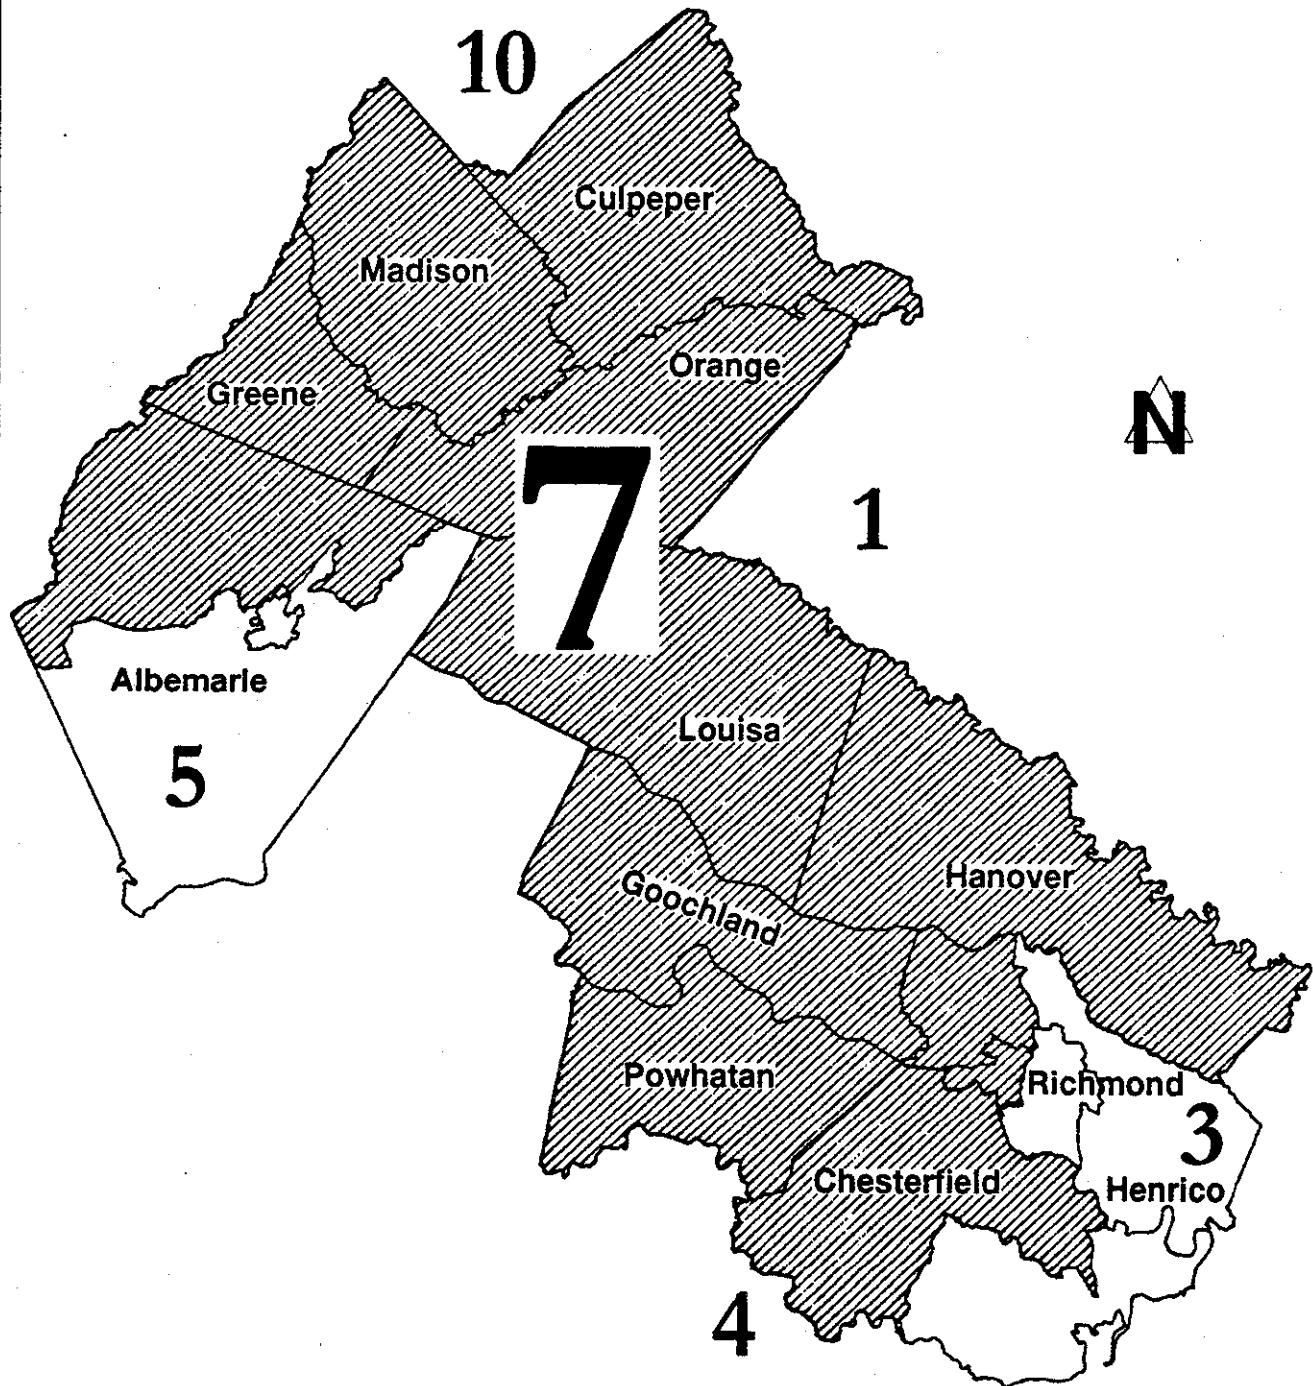 10
Culpeper
Madison
Orange
Greene
N
7
1
Albemarle
Louisa
5
Hanover
Goochland
Powhatan
Richmond
3
Chesterfield
Henrico
4